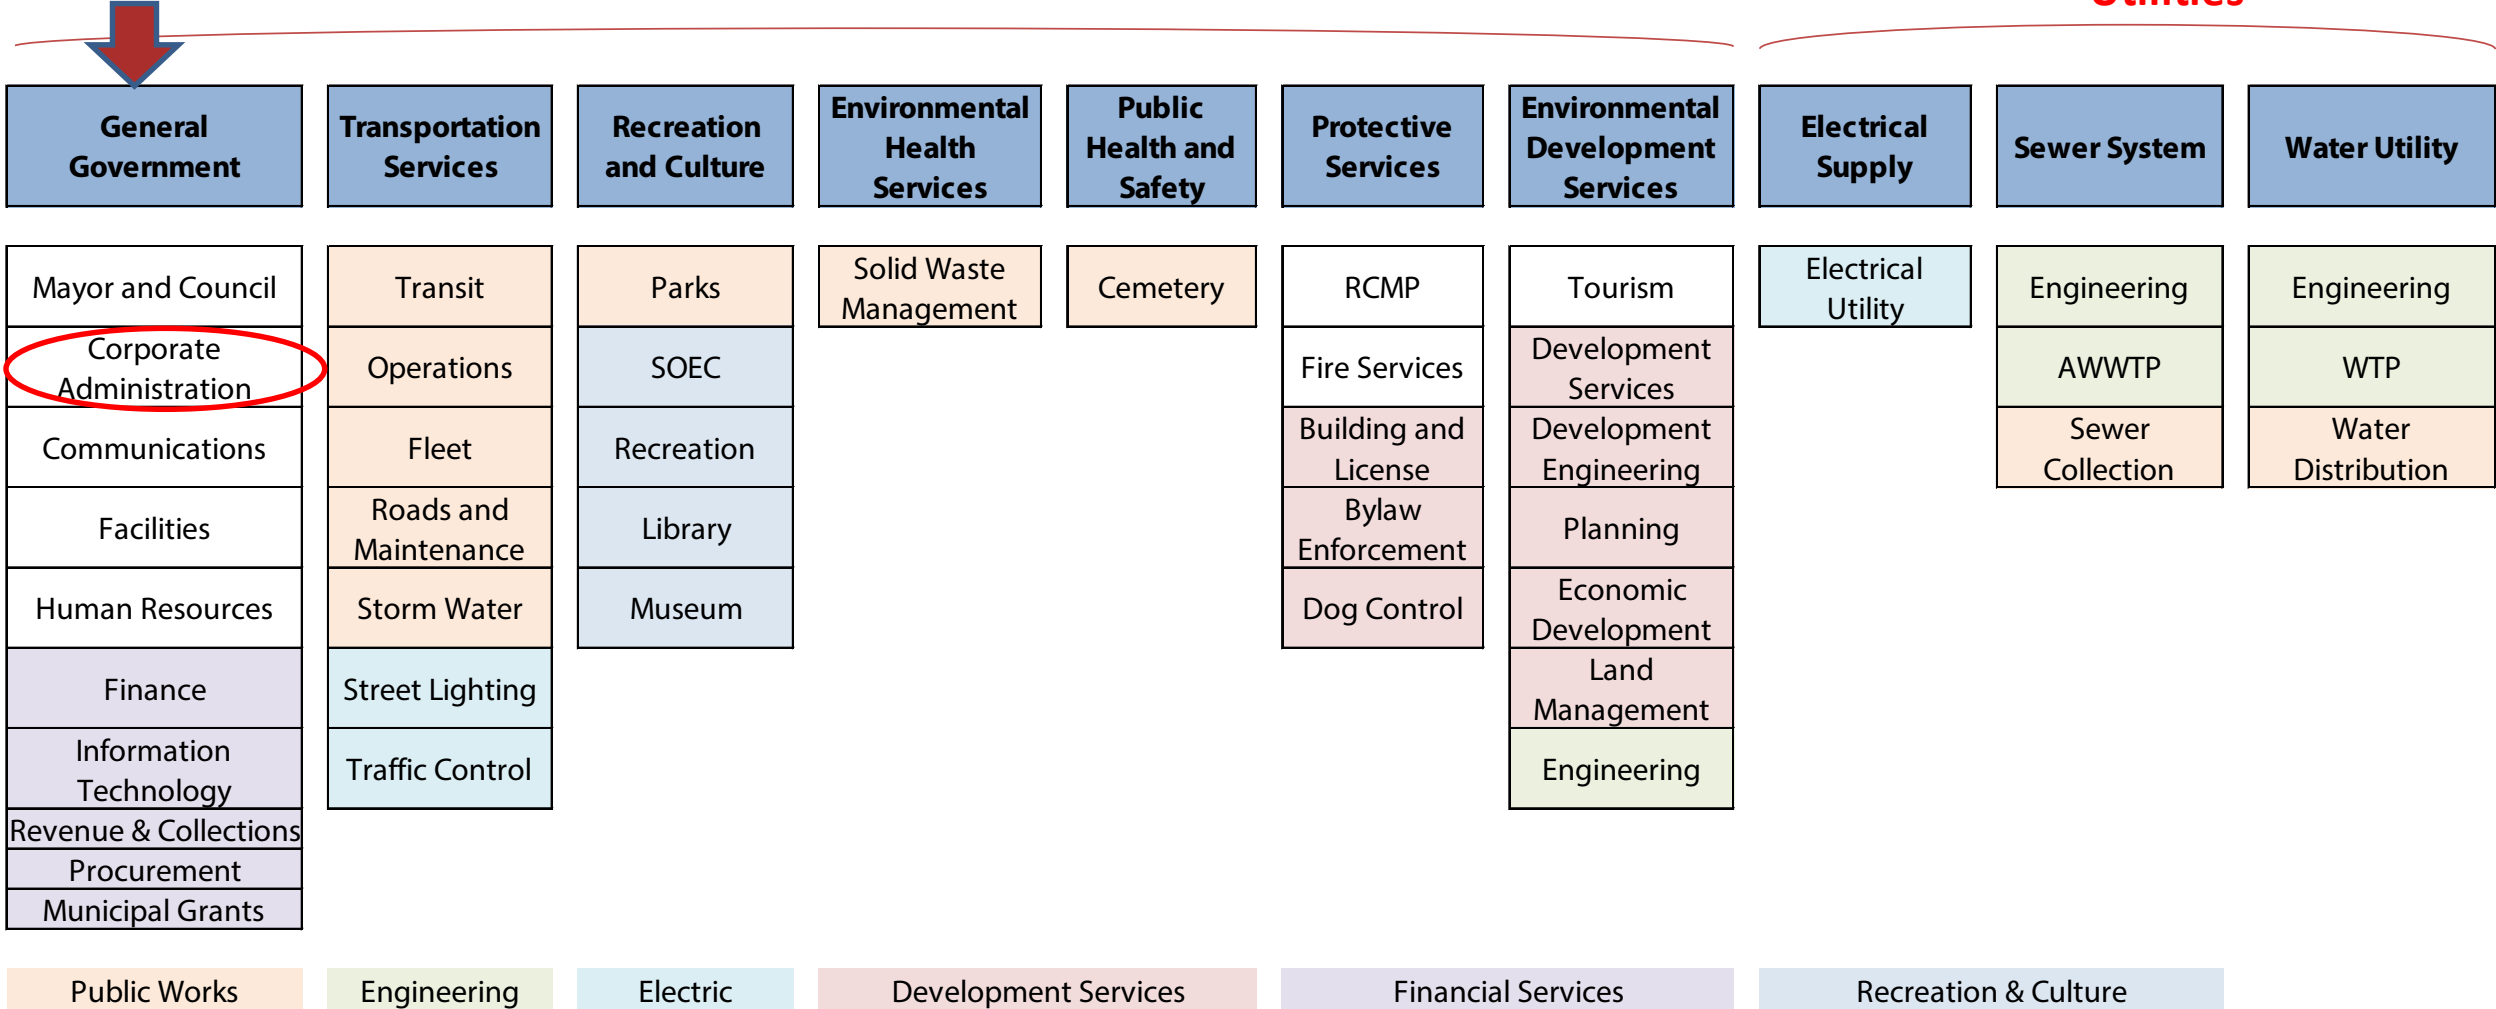 Utilities
General
Government
Transportation
Services
Recreation
and Culture
Environmental
Health
Services
Public
Health and
Safety
Protective
Services
Environmental
Development
Services
Electrical
Supply
Sewer System
Water Utility
Mayor and Council
Corporate
Administration
Communications
Facilities
Human Resources
Finance
Information
Technology
Revenue & Collections
Procurement
Municipal Grants
Transit
Operations
Fleet
Roads and
Maintenance
Storm Water
Street Lighting
Traffic Control
Parks
SOEC
Recreation
Library
Museum
Solid Waste
Management
Cemetery
RCMP
Fire Services
Building and
License
Bylaw
Enforcement
Dog Control
Tourism
Development
Services
Development
Engineering
Planning
Economic
Development
Land
Management
Engineering
Electrical
Utility
Engineering
AWWTP
Sewer
Collection
Engineering
WTP
Water
Distribution
Public Works
Engineering
Electric
Development Services
Financial Services
Recreation & Culture